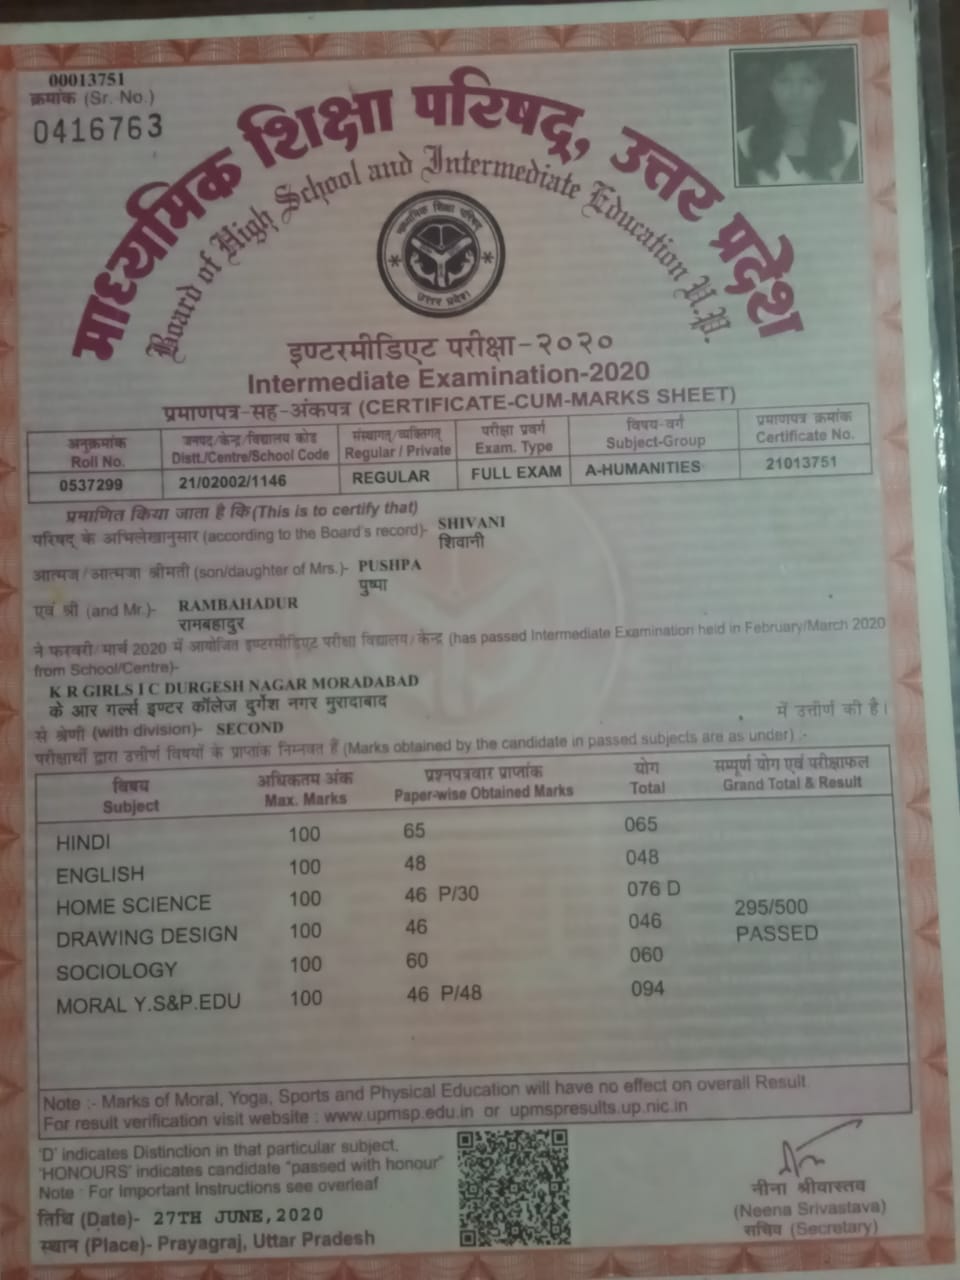 00013751
क्रमांक (Sr. No.)
0416763
माध्यमिक शिक्षा परिषद्, उत्तर प्रदेश
Board of High School and Intermediate Education U.P.
माध्यमिक शिक्षा परिषद
उत्तर प्रदेश
इण्टरमीडिएट परीक्षा-२०२०
Intermediate Examination-2020
प्रमाणपत्र-सह-अंकपत्र (CERTIFICATE-CUM-MARKS SHEET)
अनुक्रमांक जनपद/केन्द्र/विद्यालय कोड संस्थागत/व्यक्तिगत परीक्षा प्रवर्ग विषय-वर्ग प्रमाणपत्र क्रमांक
Roll No. Distt./Centre/School Code Regular / Private Exam. Type Subject-Group Certificate No.
0537299 21/02002/1146 REGULAR FULL EXAM A-HUMANITIES 21013751
प्रमाणित किया जाता है कि (This is to certify that)
परिषद् के अभिलेखानुसार (according to the Board's record)- SHIVANI
शिवानी
आत्मज/आत्मजा श्रीमती (son/daughter of Mrs.)- PUSHPA
पुष्पा
एवं श्री (and Mr.)- RAMBAHADUR
रामबहादुर
ने फरवरी/मार्च 2020 में आयोजित इण्टरमीडिएट परीक्षा विद्यालय/केन्द्र (has passed Intermediate Examination held in February/March 2020
from School/Centre)-
K R GIRLS I C DURGESH NAGAR MORADABAD
के आर गर्ल्स इण्टर कॉलेज दुर्गेश नगर मुरादाबाद
से श्रेणी (with division)- SECOND में उत्तीर्ण की है।
परीक्षार्थी द्वारा उत्तीर्ण विषयों के प्राप्तांक निम्नवत हैं (Marks obtained by the candidate in passed subjects are as under) :-
विषय अधिकतम अंक प्रश्नपत्रवार प्राप्तांक योग सम्पूर्ण योग एवं परीक्षाफल
Subject Max. Marks Paper-wise Obtained Marks Total Grand Total & Result
HINDI 100 65 065
ENGLISH 100 48 048
HOME SCIENCE 100 46 P/30 076 D 295/500
DRAWING DESIGN 100 46 046 PASSED
SOCIOLOGY 100 60 060
MORAL Y.S&P.EDU 100 46 P/48 094
Note :- Marks of Moral, Yoga, Sports and Physical Education will have no effect on overall Result.
For result verification visit website : www.upmsp.edu.in or upmspresults.up.nic.in
'D' indicates Distinction in that particular subject.
'HONOURS' indicates candidate "passed with honour"
Note : For Important Instructions see overleaf
तिथि (Date)- 27TH JUNE,2020
स्थान (Place)- Prayagraj, Uttar Pradesh
नीना श्रीवास्तव
(Neena Srivastava)
सचिव (Secretary)